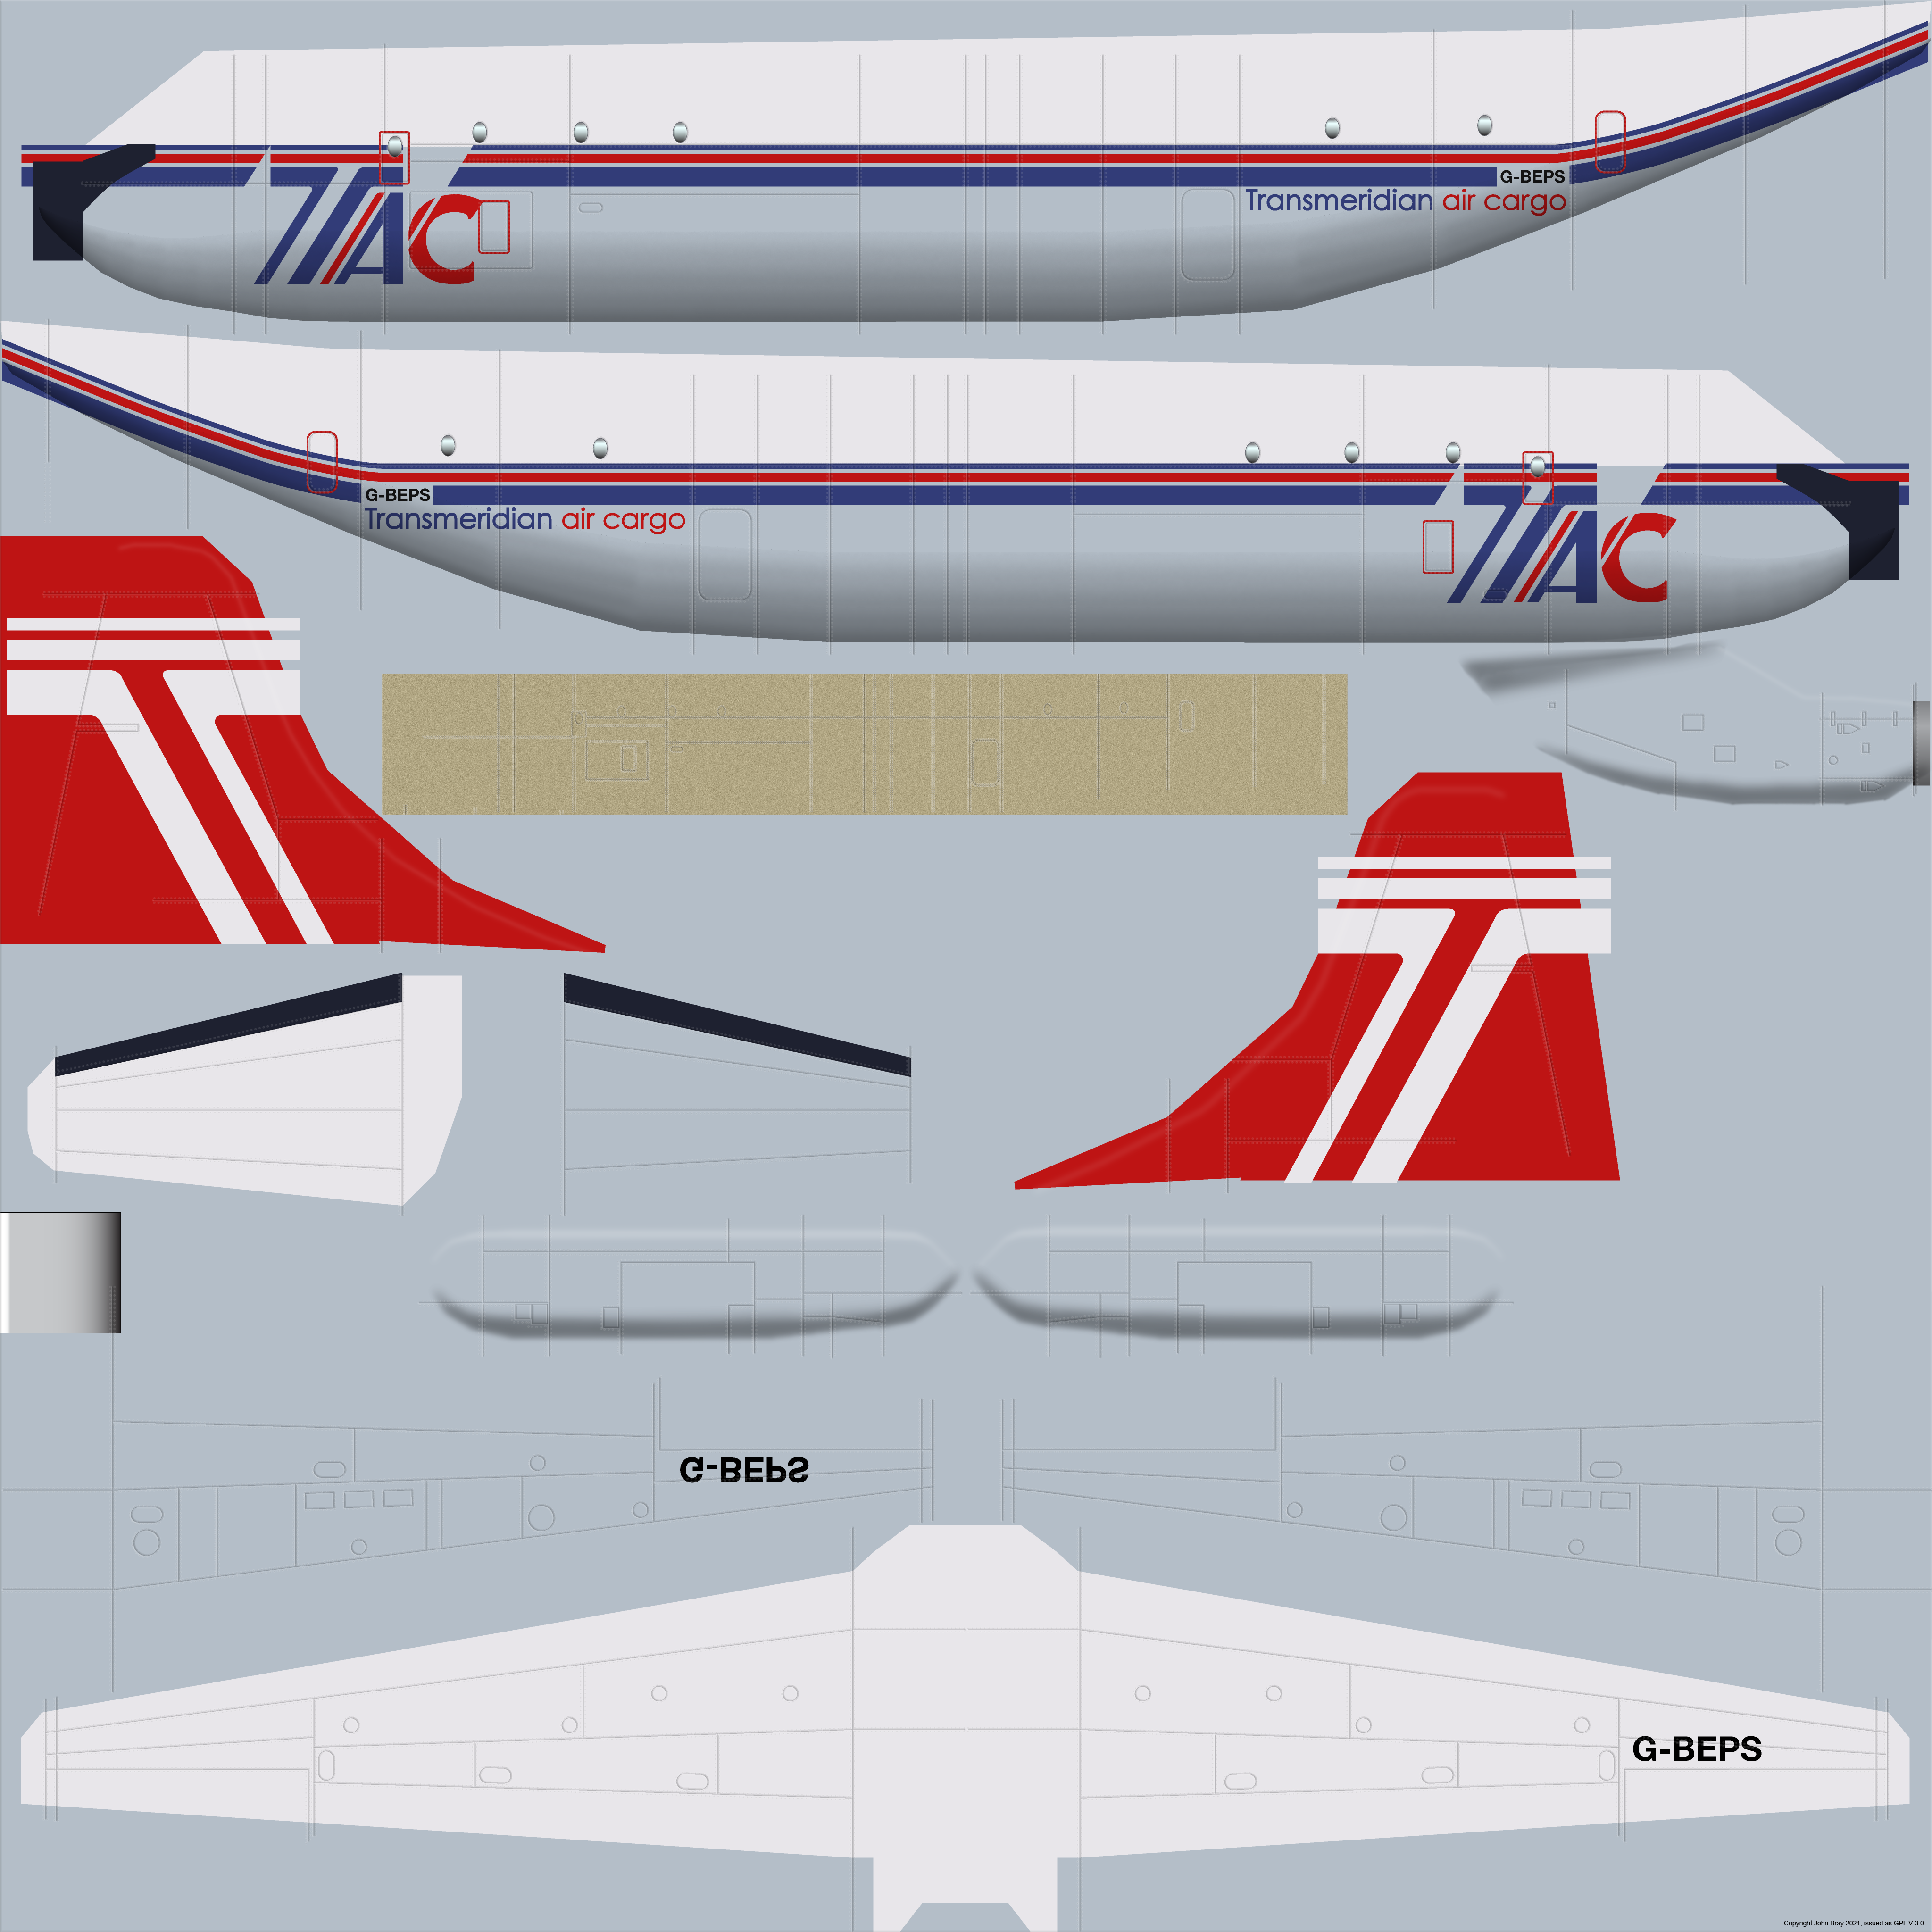 G-BEPS
Transmeridian air cargo
TAC
G-BEPS
Transmeridian air cargo
TAC
G-BEPS
G-BEPS
Copyright John Bray 2021, issued as GPL V 3.0